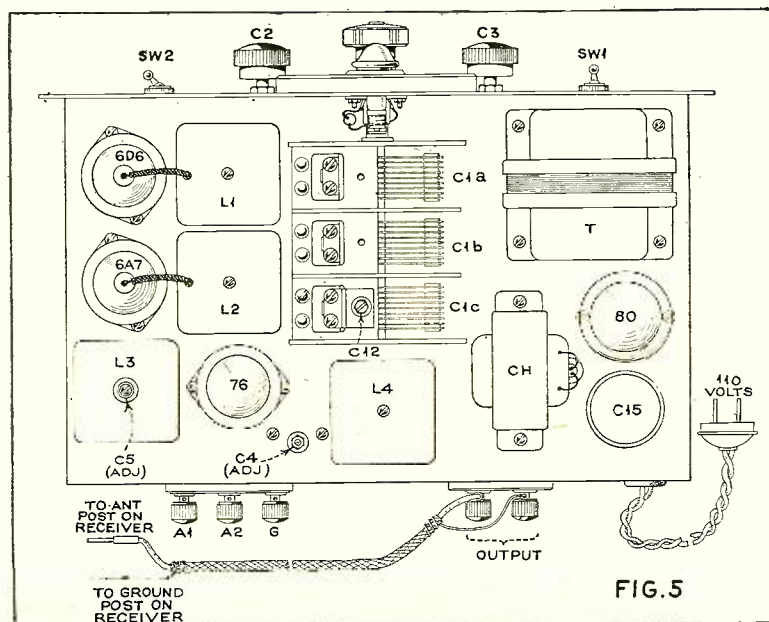 SW2
C2
C3
SW1
6D6
L1
C1a
T
C1b
6A7
L2
C1c
80
C12
L3
76
L4
CH
C15
110
VOLTS
C5
(ADJ)
C4
(ADJ)
TO ANT
POST ON
RECEIVER
A1 A2 G
OUTPUT
TO GROUND
POST ON
RECEIVER
FIG.5